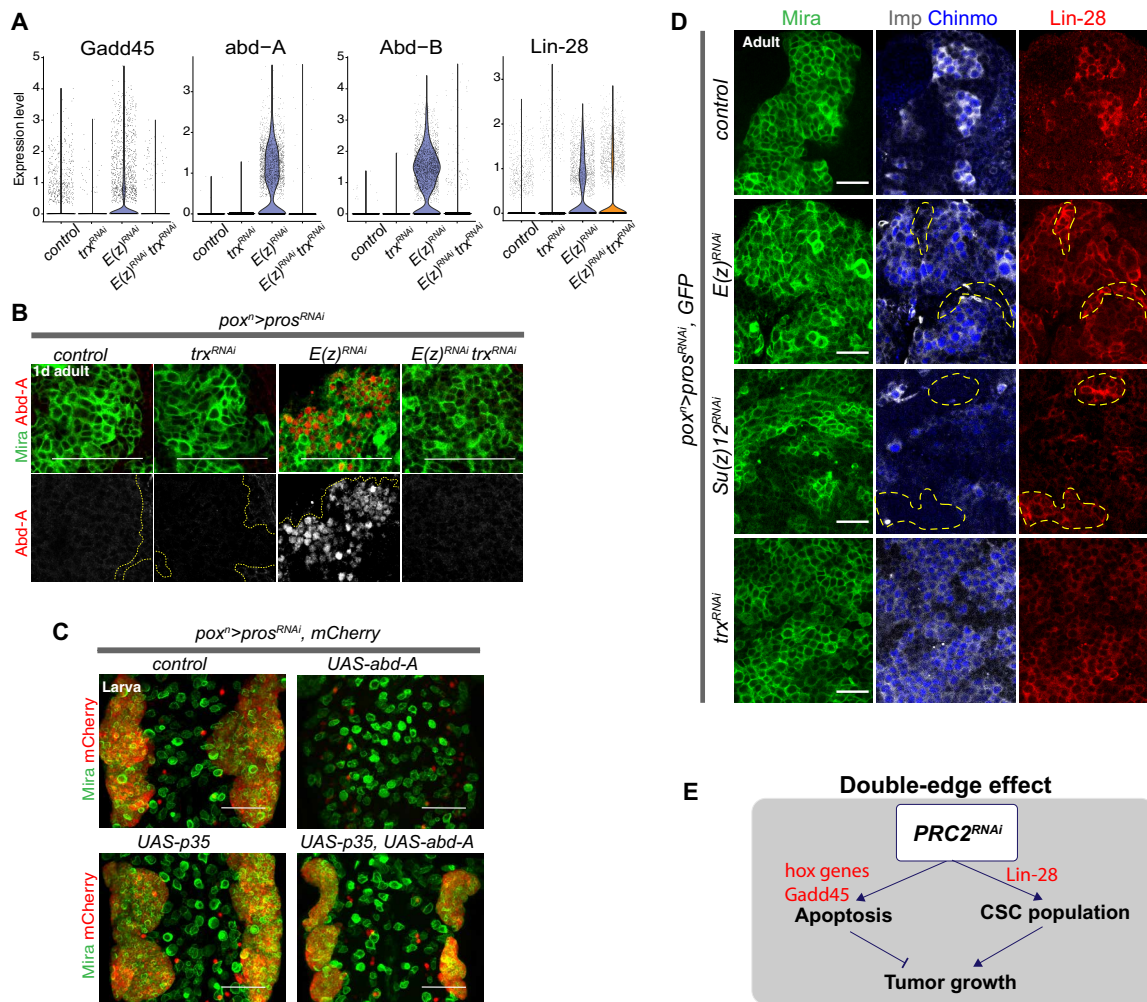 A
Gadd45
abd−A
Abd−B
Lin-28
Expression level
5
4
3
2
1
0
3
2
1
0
5
4
3
2
1
0
3
2
1
0
control
trxRNAi
E(z)RNAi
E(z)RNAi trxRNAi
control
trxRNAi
E(z)RNAi
E(z)RNAi trxRNAi
control
trxRNAi
E(z)RNAi
E(z)RNAi trxRNAi
control
trxRNAi
E(z)RNAi
E(z)RNAi trxRNAi
B
poxn>prosRNAi
control
trxRNAi
E(z)RNAi
E(z)RNAi trxRNAi
1d adult
Mira Abd-A
Abd-A
C
poxn>prosRNAi, mCherry
control
UAS-abd-A
Larva
Mira mCherry
UAS-p35
UAS-p35, UAS-abd-A
Mira mCherry
D
Mira
Imp Chinmo
Lin-28
poxn>prosRNAi, GFP
Adult
control
E(z)RNAi
Su(z)12RNAi
trxRNAi
E
Double-edge effect
PRC2RNAi
hox genes
Gadd45
Lin-28
Apoptosis
CSC population
Tumor growth